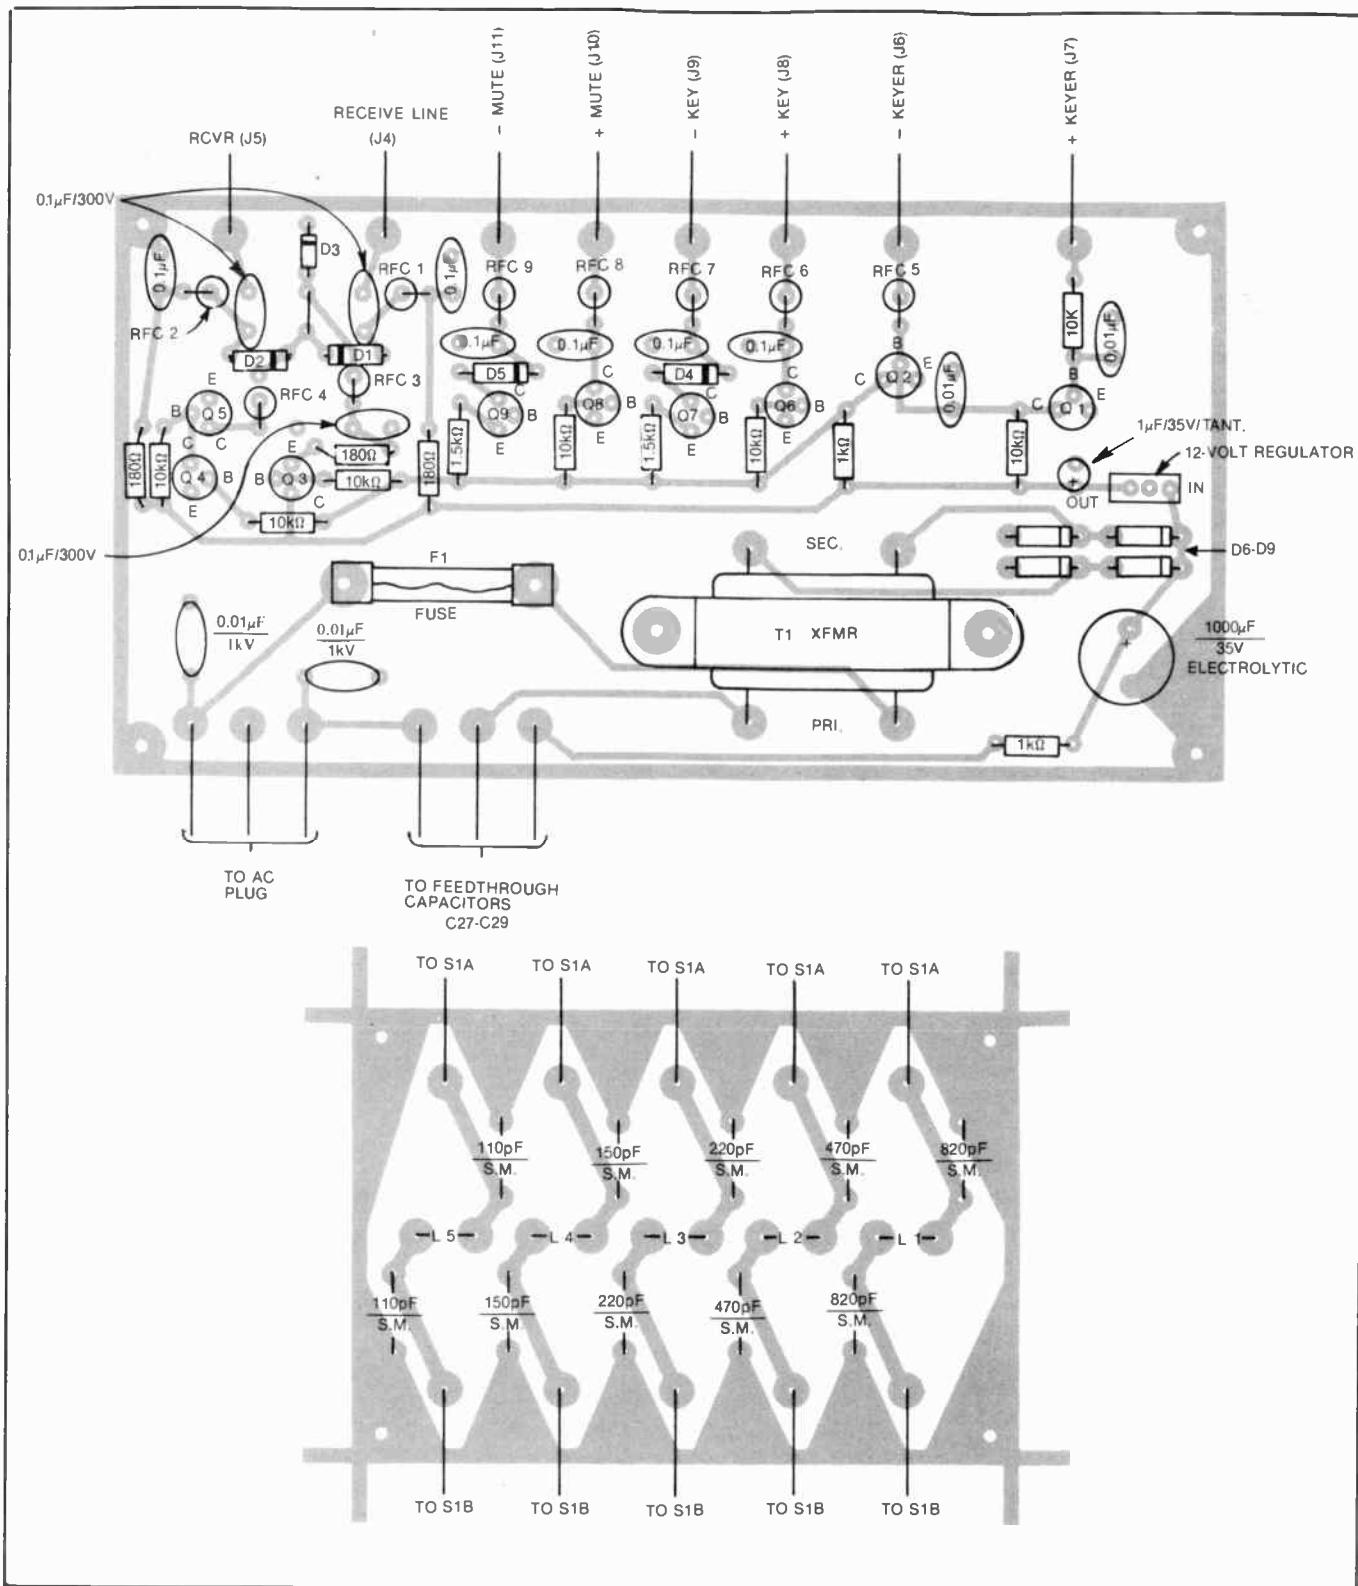 RCVR (J5)
RECEIVE LINE
(J4)
- MUTE (J11)
+ MUTE (J10)
- KEY (J9)
+ KEY (J8)
- KEYER (J6)
+ KEYER (J7)
0.1µF/300V
0.1µF
RFC 2
D3
RFC 1
0.1µF
RFC 9
RFC 8
RFC 7
RFC 6
RFC 5
10K
0.01µF
D2
D1
RFC 3
RFC 4
0.1µF
D5
0.1µF
0.1µF
D4
0.1µF
B
E
C
Q 2
0.01µF
B
E
C
Q 1
E
B
Q 5
C
C
Q9
B
E
C
Q8
B
E
C
Q7
B
E
C
Q6
B
E
180Ω
10kΩ
C
Q 4
B
E
E
B
Q 3
C
180Ω
10kΩ
10kΩ
180Ω
1.5kΩ
10kΩ
1.5kΩ
10kΩ
1kΩ
10kΩ
1µF/35V/TANT.
12-VOLT REGULATOR
+
OUT
IN
0.1µF/300V
F1
FUSE
SEC.
T1 XFMR
PRI.
D6-D9
0.01µF
1kV
0.01µF
1kV
+
1000µF
35V
ELECTROLYTIC
1kΩ
TO AC
PLUG
TO FEEDTHROUGH
CAPACITORS
C27-C29
TO S1A TO S1A TO S1A TO S1A TO S1A
110pF
S.M.
150pF
S.M.
220pF
S.M.
470pF
S.M.
820pF
S.M.
L 5 L 4 L 3 L 2 L 1
110pF
S.M.
150pF
S.M.
220pF
S.M.
470pF
S.M.
820pF
S.M.
TO S1B TO S1B TO S1B TO S1B TO S1B